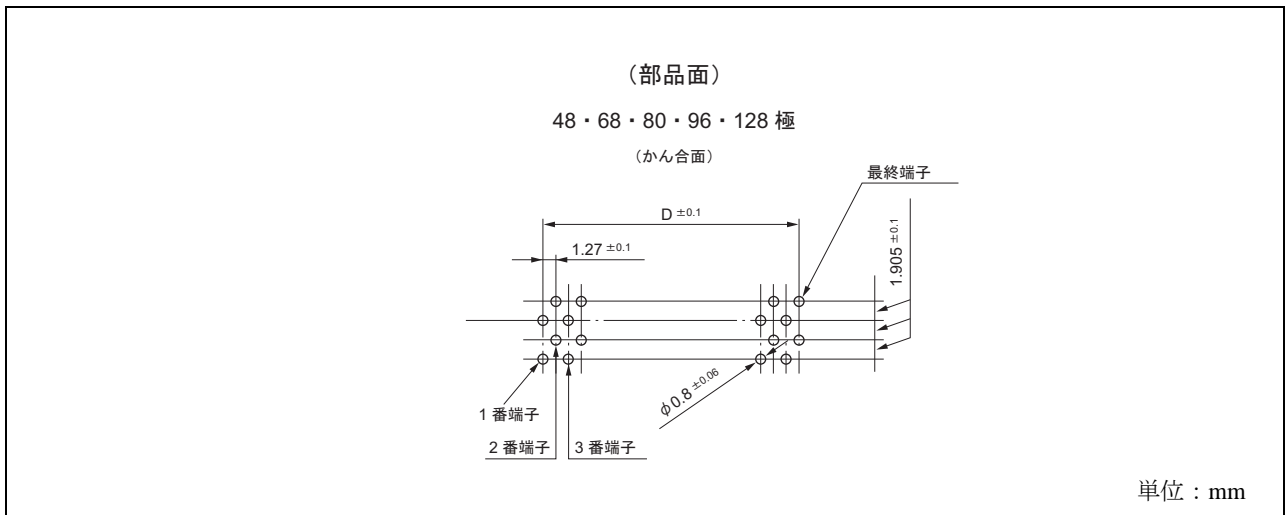 （部品面）
48・68・80・96・128 極
（かん合面）
最終端子
D ±0.1
1.27 ±0.1
1.905 ±0.1
φ0.8 ±0.06
1 番端子
2 番端子
3 番端子
単位：mm